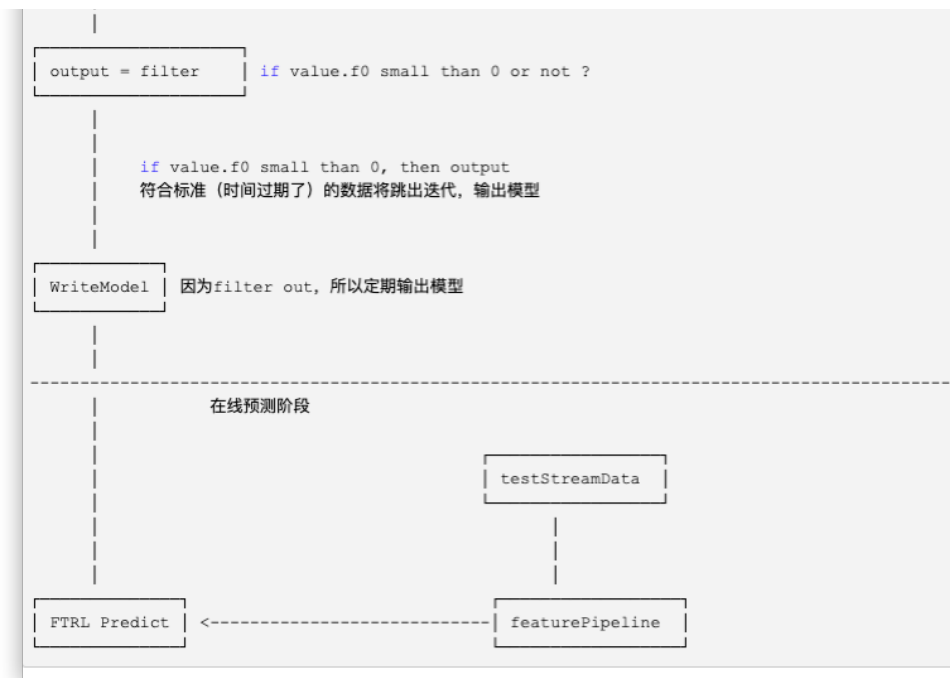 output = filter if value.f0 small than 0 or not ?
if value.f0 small than 0, then output
符合标准（时间过期了）的数据将跳出迭代，输出模型
WriteModel 因为filter out，所以定期输出模型
在线预测阶段
testStreamData
FTRL Predict featurePipeline